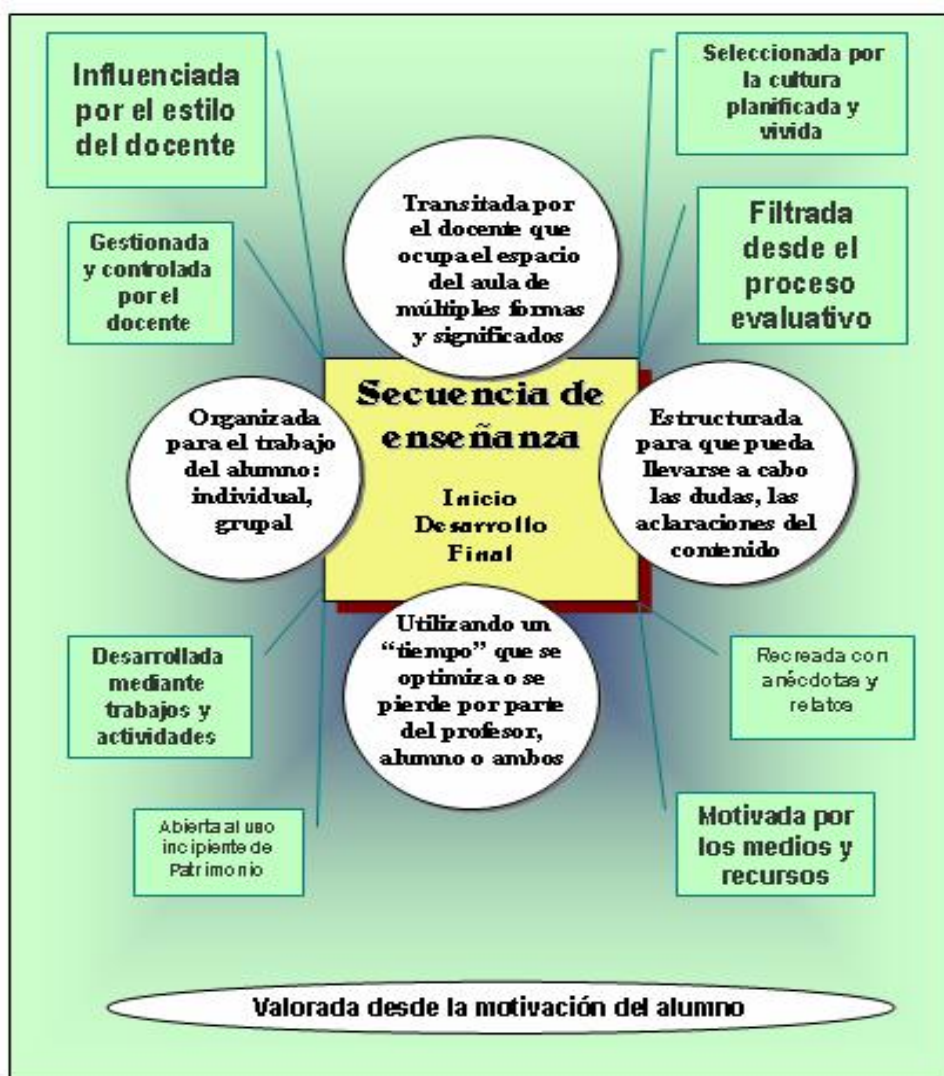 Influenciada
por el estilo
del docente
Seleccionada por
la cultura
planificada y
vivida
Transitada por
el docente que
ocupa el espacio
del aula de
múltiples formas
y significados
Gestionada
y controlada
por el
docente
Filtrada
desde el
proceso
evaluativo
Organizada
para el trabajo
del alumno:
individual,
grupal
Secuencia de
enseñanza
Inicio
Desarrollo
Final
Estructurada
para que pueda
llevarse a cabo
las dudas, las
aclaraciones del
contenido
Desarrollada
mediante
trabajos y
actividades
Utilizando un
“tiempo” que se
optimiza o se
pierde por parte
del profesor,
alumno o ambos
Recreada con
anécdotas y
relatos
Abierta al uso
incipiente de
Patrimonio
Motivada por
los medios y
recursos
Valorada desde la motivación del alumno